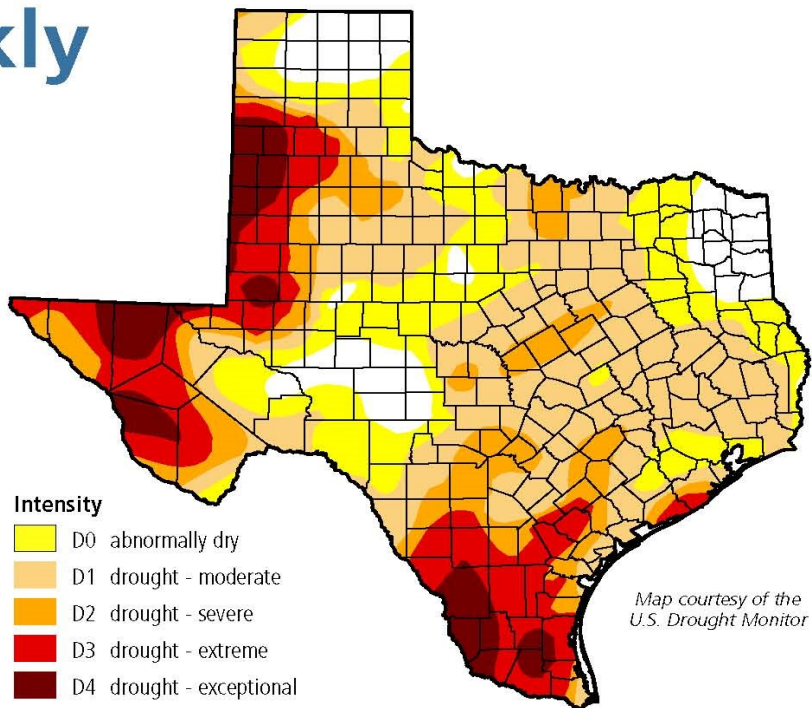 kly
Intensity
D0 abnormally dry
D1 drought - moderate
D2 drought - severe
D3 drought - extreme
D4 drought - exceptional
Map courtesy of the
U.S. Drought Monitor